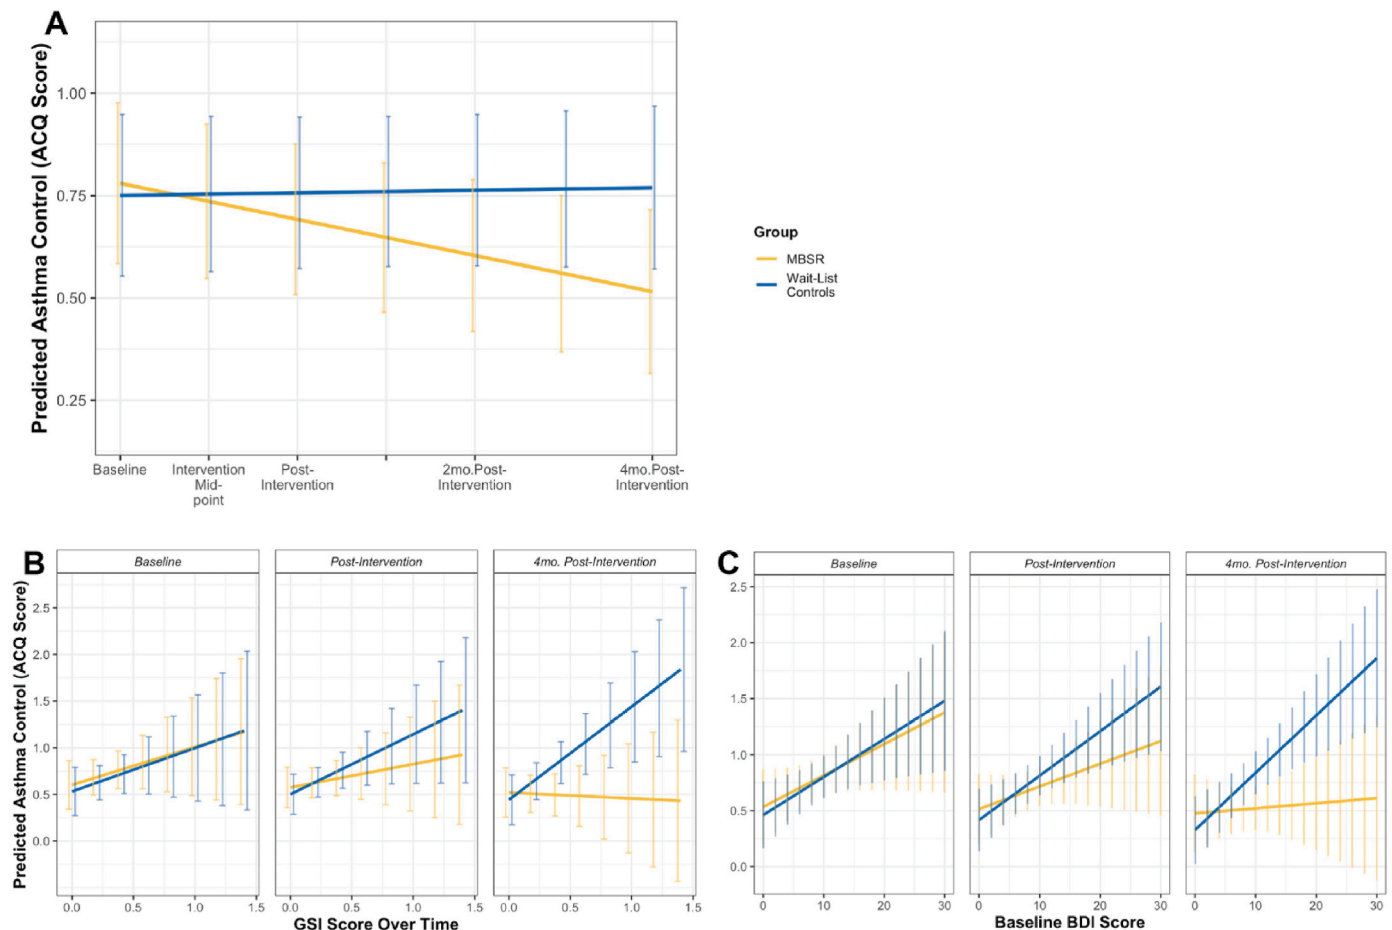 A
Predicted Asthma Control (ACQ Score)
1.00
0.75
0.50
0.25
Baseline
Intervention
Mid-
point
Post-
Intervention
2mo.Post-
Intervention
4mo.Post-
Intervention
Group
MBSR
Wait-List
Controls
B
Predicted Asthma Control (ACQ Score)
Baseline
Post-Intervention
4mo. Post-Intervention
2.5
2.0
1.5
1.0
0.5
0.0
0.0 0.5 1.0 1.5
0.0 0.5 1.0 1.5
0.0 0.5 1.0 1.5
GSI Score Over Time
C
Baseline
Post-Intervention
4mo. Post-Intervention
2.5
2.0
1.5
1.0
0.5
0.0
0 10 20 30
0 10 20 30
0 10 20 30
Baseline BDI Score